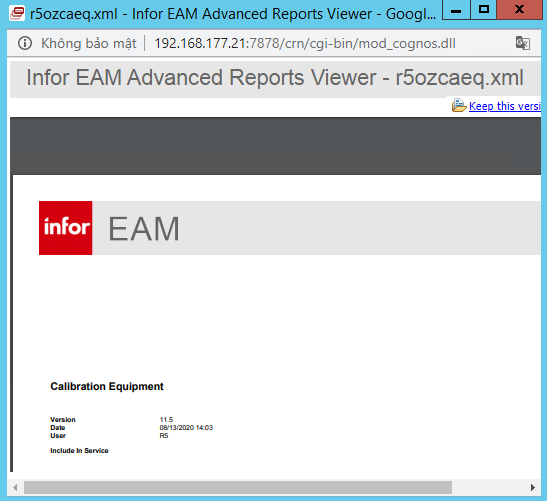 r5ozcaeq.xml - Infor EAM Advanced Reports Viewer - Googl...
Không bảo mật 192.168.177.21:7878/crn/cgi-bin/mod_cognos.dll
Infor EAM Advanced Reports Viewer - r5ozcaeq.xml
Keep this versi
infor EAM
Calibration Equipment
Version 11.5
Date 08/13/2020 14:03
User R5
Include In Service